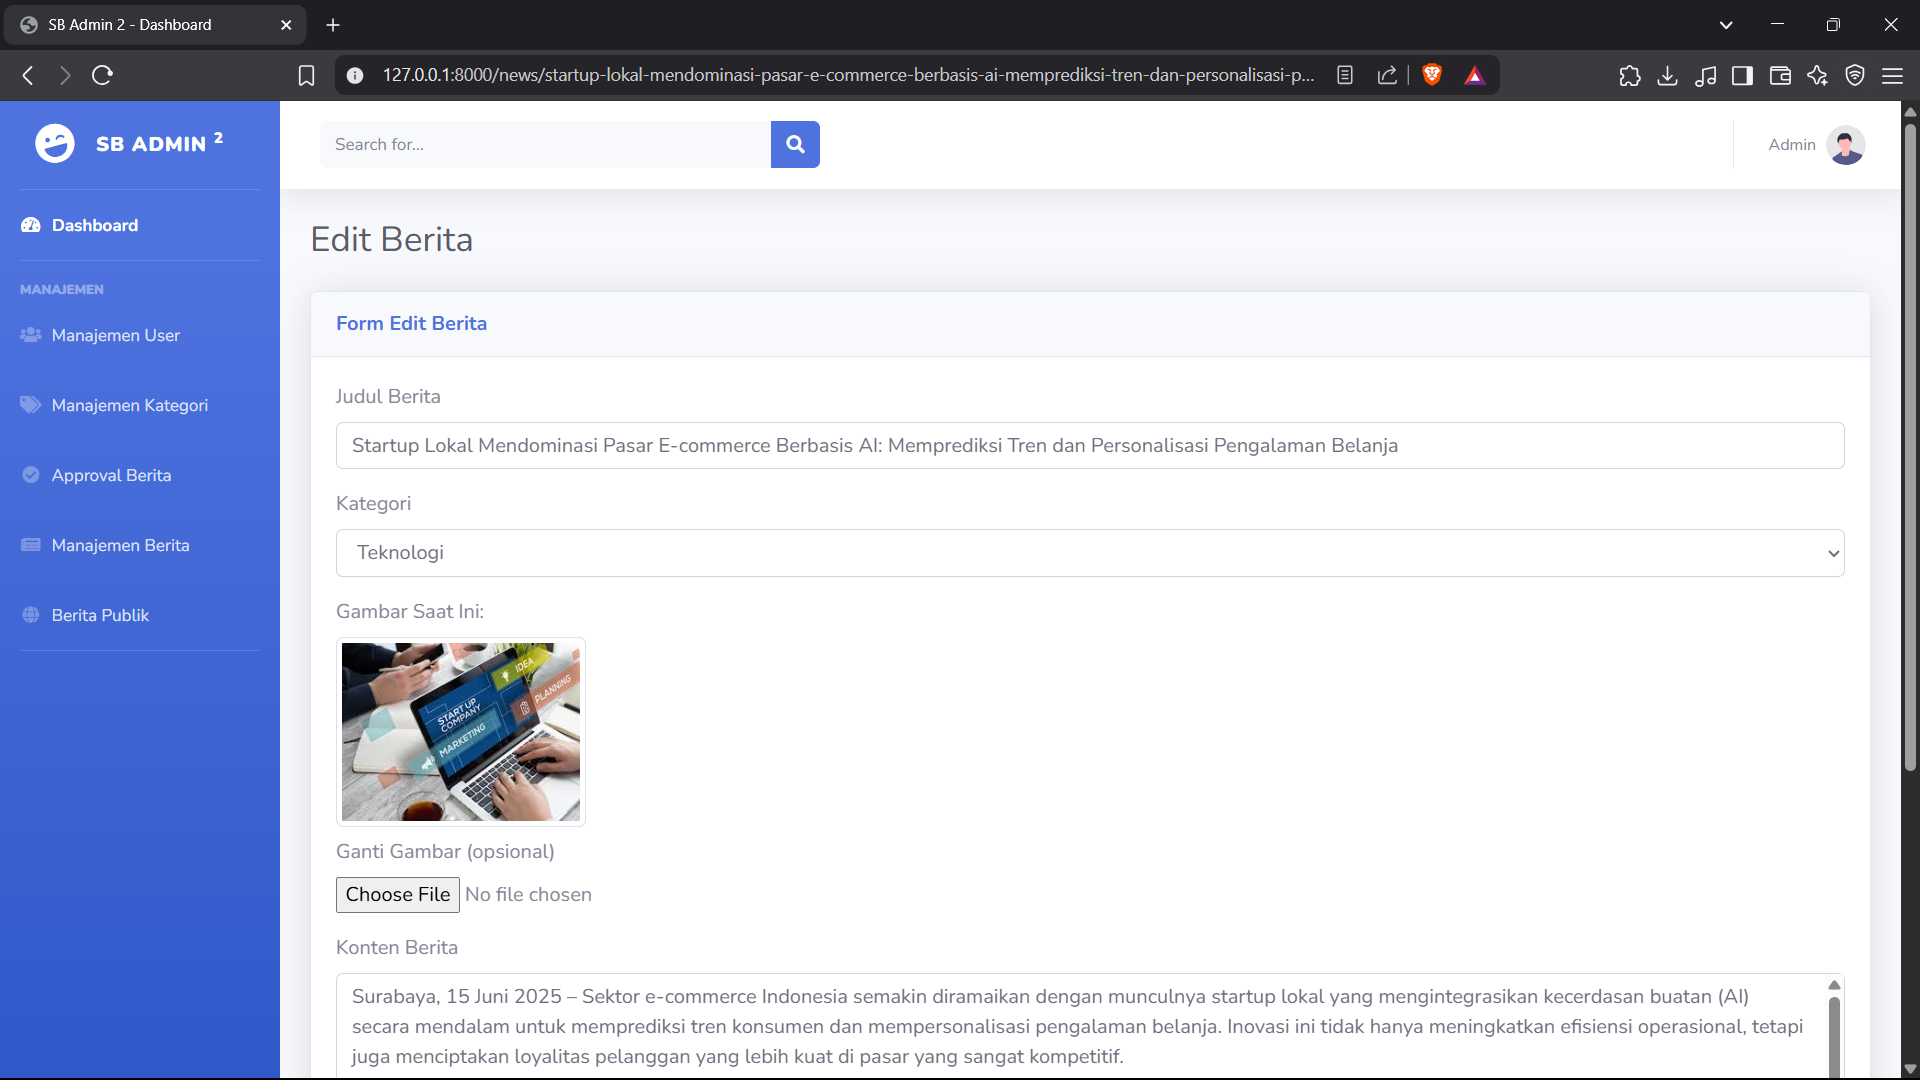 SB Admin 2 - Dashboard
127.0.0.1:8000/news/startup-lokal-mendominasi-pasar-e-commerce-berbasis-ai-memprediksi-tren-dan-personalisasi-p...
SB ADMIN 2
Search for...
Admin
Dashboard
MANAJEMEN
Manajemen User
Manajemen Kategori
Approval Berita
Manajemen Berita
Berita Publik
Edit Berita
Form Edit Berita
Judul Berita
Startup Lokal Mendominasi Pasar E-commerce Berbasis AI: Memprediksi Tren dan Personalisasi Pengalaman Belanja
Kategori
Teknologi
Gambar Saat Ini:
IDEA
PLANNING
START UP
COMPANY
MARKETING
Ganti Gambar (opsional)
Choose File No file chosen
Konten Berita
Surabaya, 15 Juni 2025 – Sektor e-commerce Indonesia semakin diramaikan dengan munculnya startup lokal yang mengintegrasikan kecerdasan buatan (AI)
secara mendalam untuk memprediksi tren konsumen dan mempersonalisasi pengalaman belanja. Inovasi ini tidak hanya meningkatkan efisiensi operasional, tetapi
juga menciptakan loyalitas pelanggan yang lebih kuat di pasar yang sangat kompetitif.